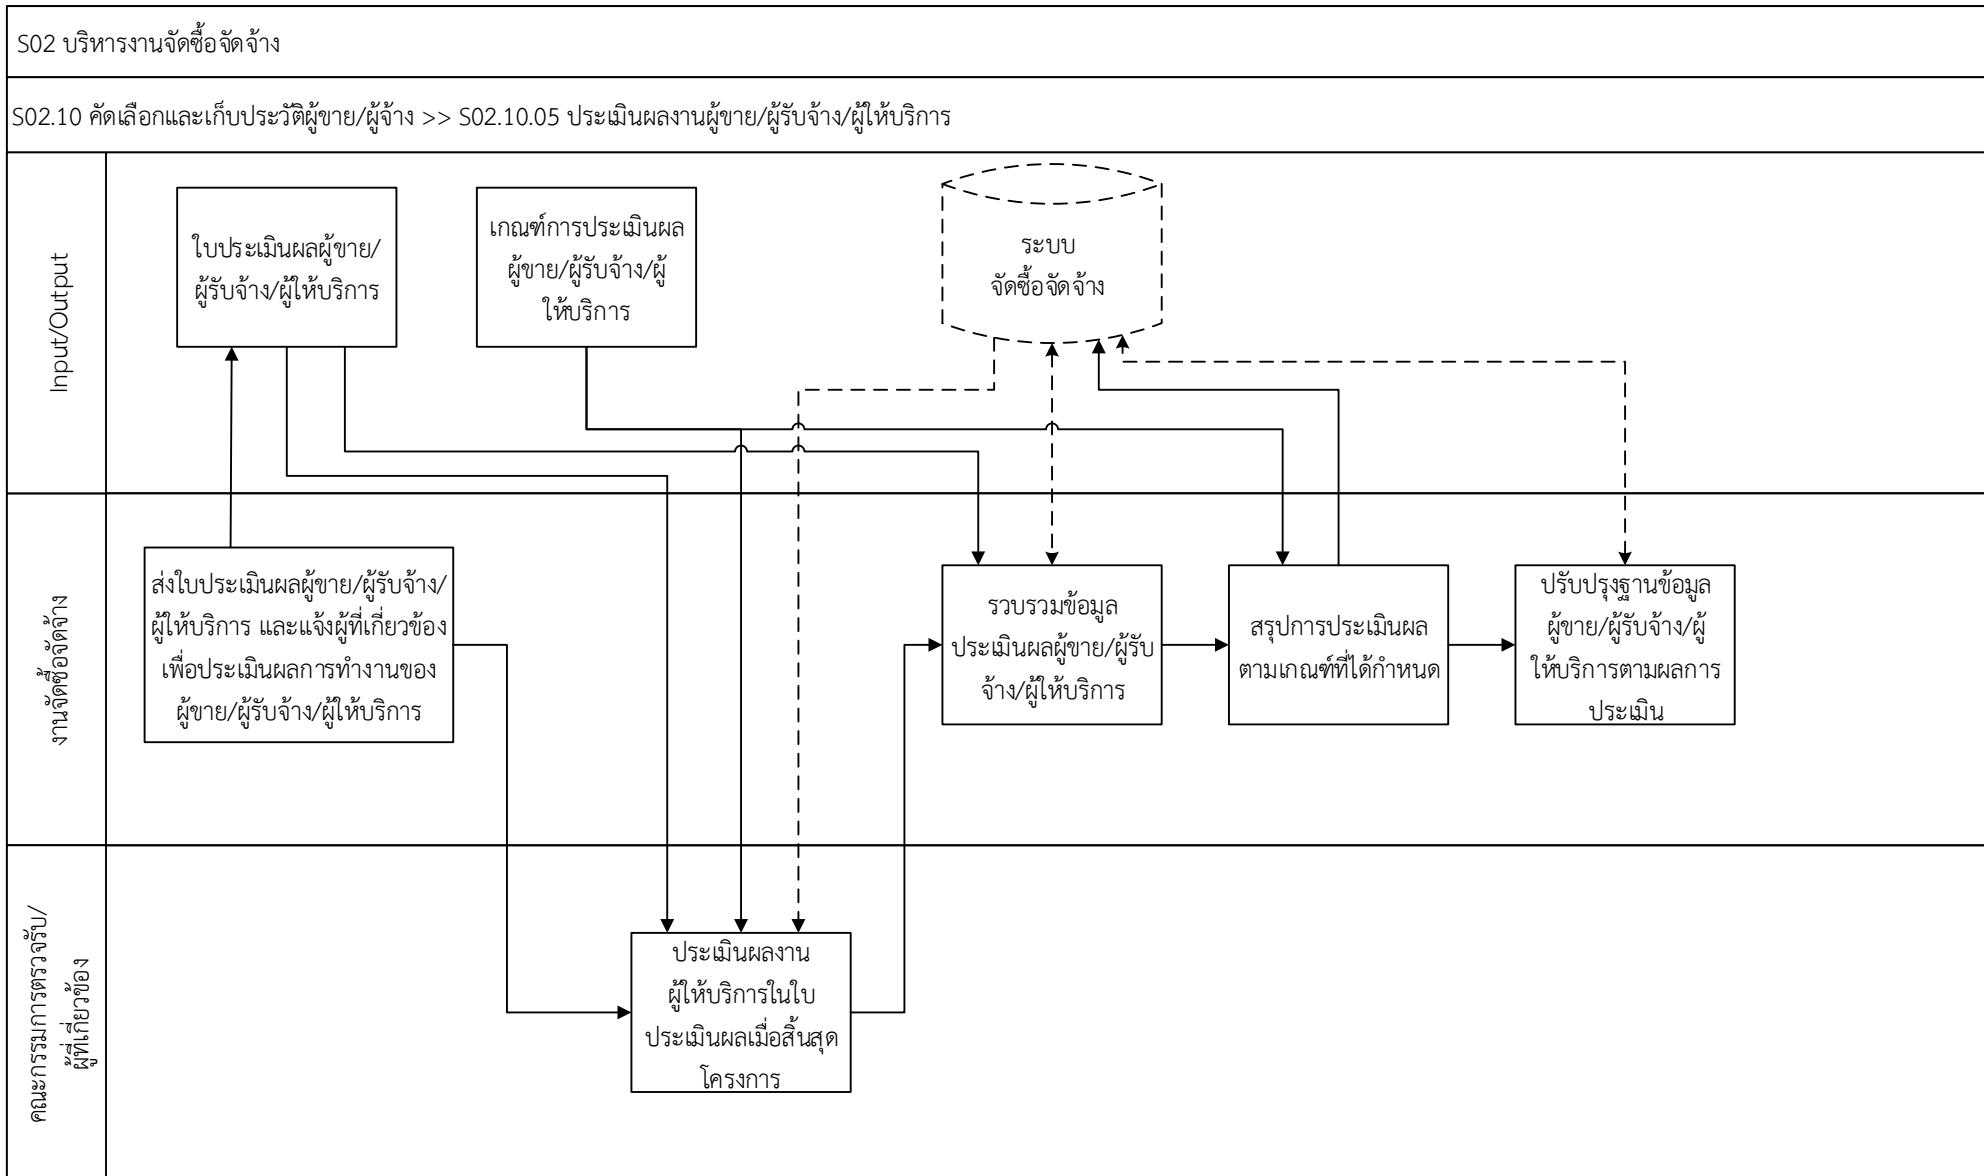 S02 บริหารงานจัดซื้อจัดจ้าง
S02.10 คัดเลือกและเก็บประวัติผู้ขาย/ผู้จ้าง >> S02.10.05 ประเมินผลงานผู้ขาย/ผู้รับจ้าง/ผู้ให้บริการ
Input/Output
ใบประเมินผลผู้ขาย/
ผู้รับจ้าง/ผู้ให้บริการ
เกณฑ์การประเมินผล
ผู้ขาย/ผู้รับจ้าง/ผู้
ให้บริการ
ระบบ
จัดซื้อจัดจ้าง
งานจัดซื้อจัดจ้าง
ส่งใบประเมินผลผู้ขาย/ผู้รับจ้าง/
ผู้ให้บริการ และแจ้งผู้ที่เกี่ยวข้อง
เพื่อประเมินผลการทำงานของ
ผู้ขาย/ผู้รับจ้าง/ผู้ให้บริการ
รวบรวมข้อมูล
ประเมินผลผู้ขาย/ผู้รับ
จ้าง/ผู้ให้บริการ
สรุปการประเมินผล
ตามเกณฑ์ที่ได้กำหนด
ปรับปรุงฐานข้อมูล
ผู้ขาย/ผู้รับจ้าง/ผู้
ให้บริการตามผลการ
ประเมิน
คณะกรรมการตรวจรับ/
ผู้ที่เกี่ยวข้อง
ประเมินผลงาน
ผู้ให้บริการในใบ
ประเมินผลเมื่อสิ้นสุด
โครงการ